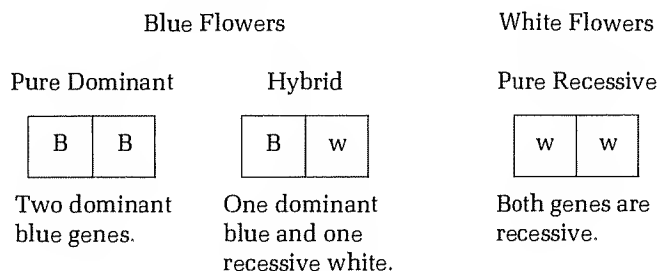 Blue Flowers
White Flowers
Pure Dominant
Hybrid
Pure Recessive
B B
B w
w w
Two dominant
blue genes.
One dominant
blue and one
recessive white.
Both genes are
recessive.